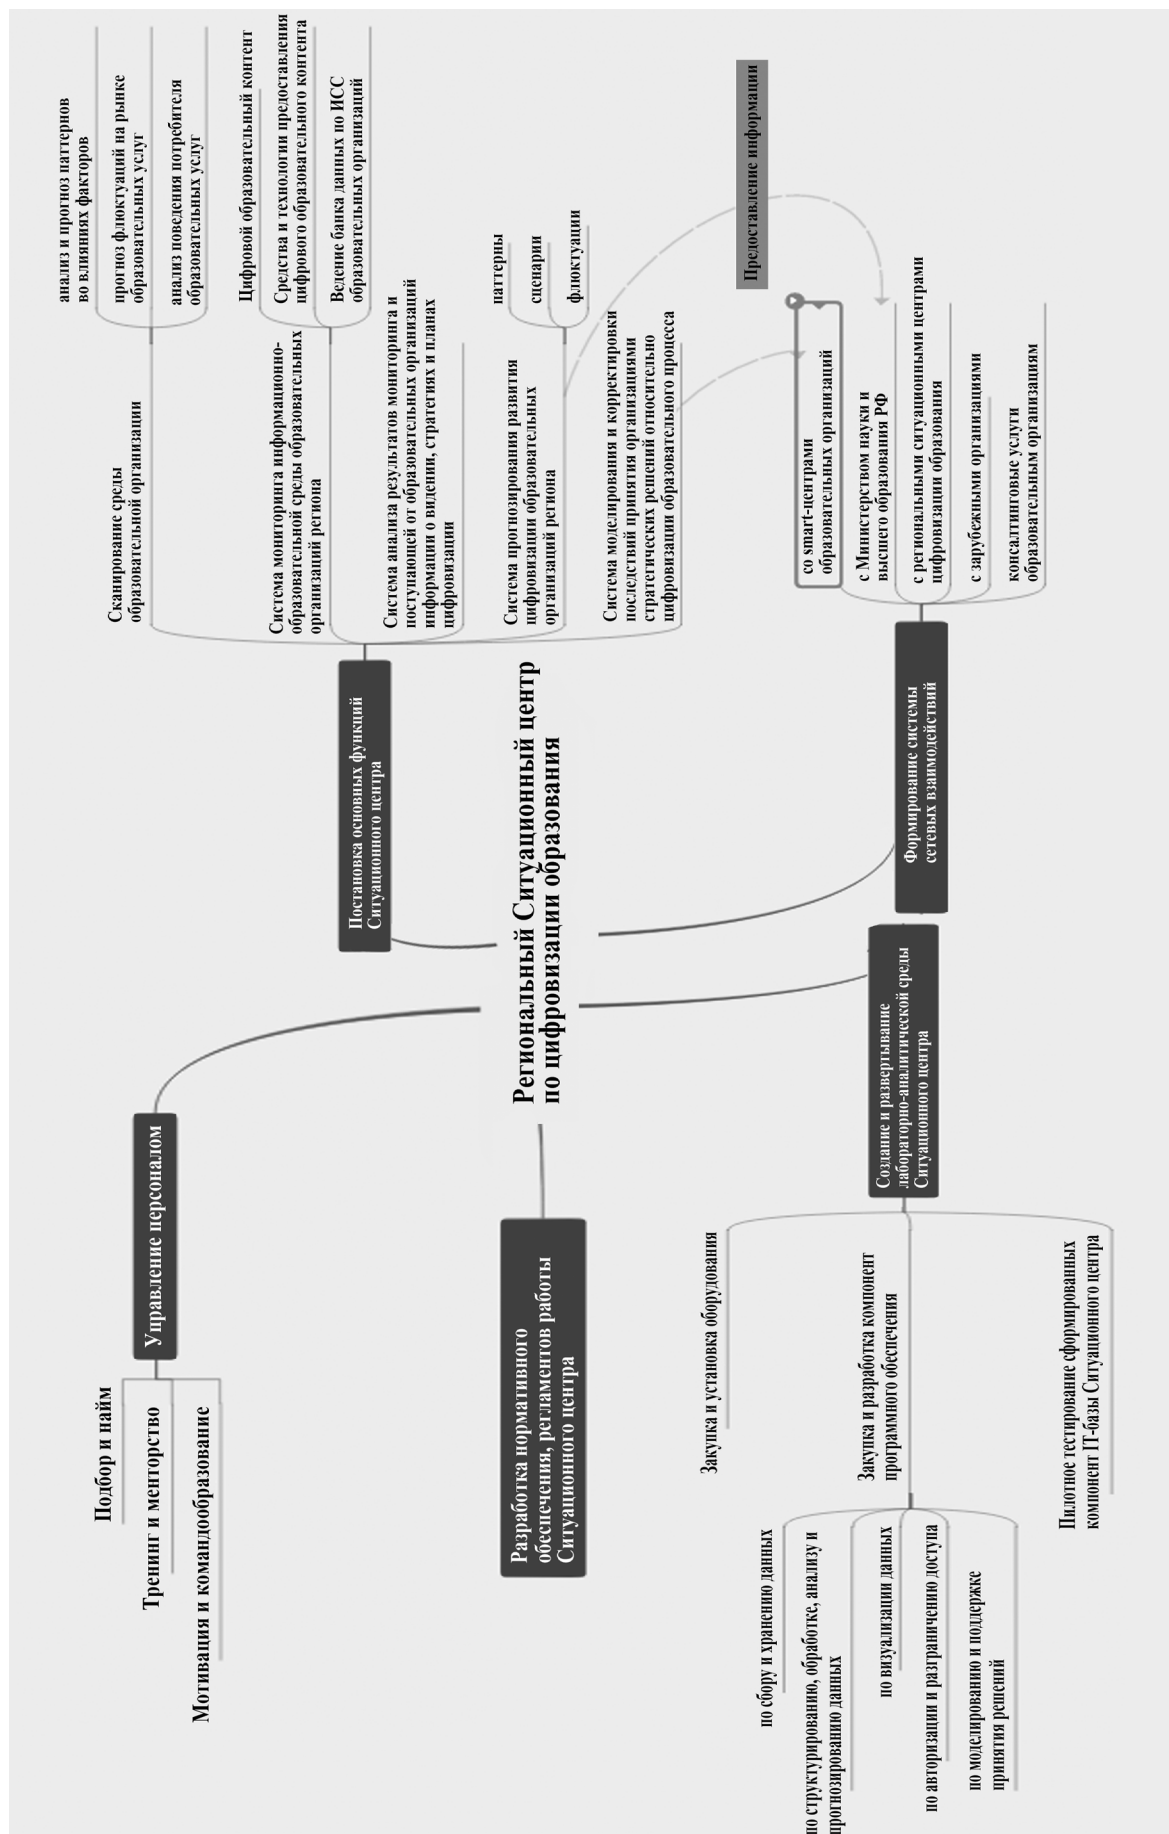 Региональный Ситуационный центр
по цифровизации образования
Управление персоналом
Подбор и найм
Тренинг и менторство
Мотивация и командообразование
Разработка нормативного
обеспечения, регламентов работы
Ситуационного центра
Создание и развертывание
лабораторно-аналитической среды
Ситуационного центра
Закупка и установка оборудования
Закупка и разработка компонент
программного обеспечения
по сбору и хранению данных
по структурированию, обработке, анализу и
прогнозированию данных
по визуализации данных
по авторизации и разграничению доступа
по моделированию и поддержке
принятия решений
Пилотное тестирование сформированных
компонент IT-базы Ситуационного центра
Постановка основных функций
Ситуационного центра
Сканирование среды
образовательной организации
анализ и прогноз паттернов
во влияниях факторов
прогноз флюктуаций на рынке
образовательных услуг
анализ поведения потребителя
образовательных услуг
Система мониторинга информационно-
образовательной среды образовательных
организаций региона
Цифровой образовательный контент
Средства и технологии предоставления
цифрового образовательного контента
Ведение банка данных по ИСС
образовательных организаций
Система анализа результатов мониторинга и
поступающей от образовательных организаций
информации о видении, стратегиях и планах
цифровизации
Система прогнозирования развития
цифровизации образовательных
организаций региона
паттерны
сценарии
флюктуации
Система моделирования и корректировки
последствий принятия организациями
стратегических решений относительно
цифровизации образовательного процесса
Предоставление информации
Формирование системы
сетевых взаимодействий
со smart-центрами
образовательных организаций
с Министерством науки и
высшего образования РФ
с региональными ситуационными центрами
цифровизации образования
с зарубежными организациями
консалтинговые услуги
образовательным организациям